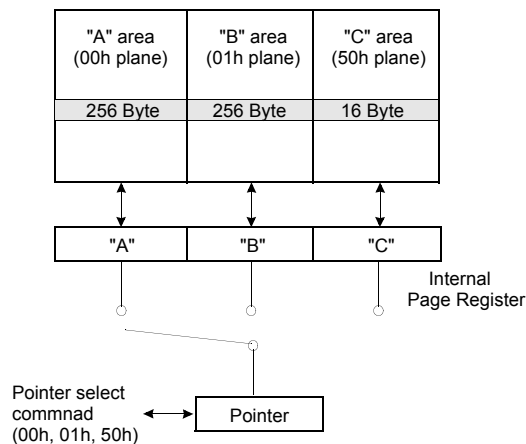 "A" area
(00h plane)
"B" area
(01h plane)
"C" area
(50h plane)
256 Byte
256 Byte
16 Byte
"A"
"B"
"C"
Internal
Page Register
Pointer select
commnad
(00h, 01h, 50h)
Pointer